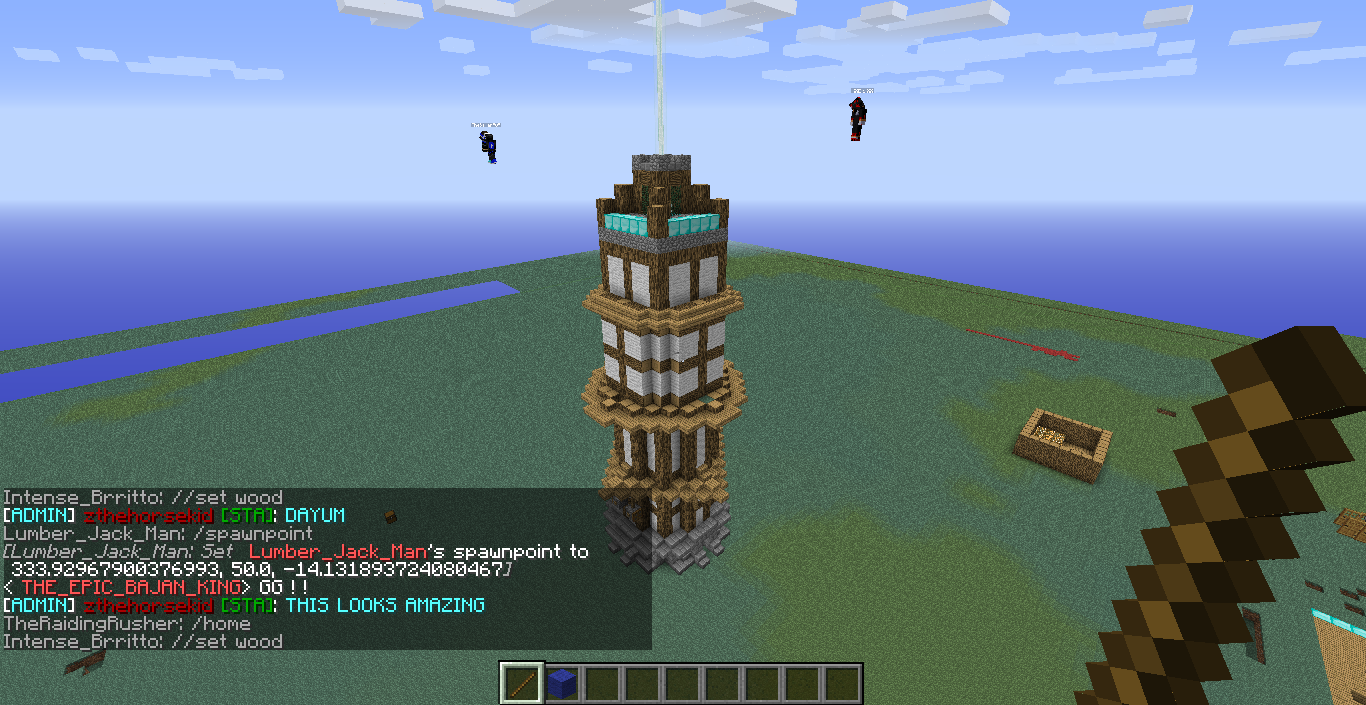 Intense_Brritto: //set wood
[ADMIN] zthehorsekid [STA]: DAYUM
Lumber_Jack_Man: /spawnpoint
[Lumber_Jack_Man: Set Lumber_Jack_Man's spawnpoint to
333.929967900376993, 50.0, -14.131893724080467]
< THE_EPIC_BAJAN_KING> GG !!
[ADMIN] zthehorsekid [STA]: THIS LOOKS AMAZING
TheRaidingRusher: /home
Intense_Brritto: //set wood